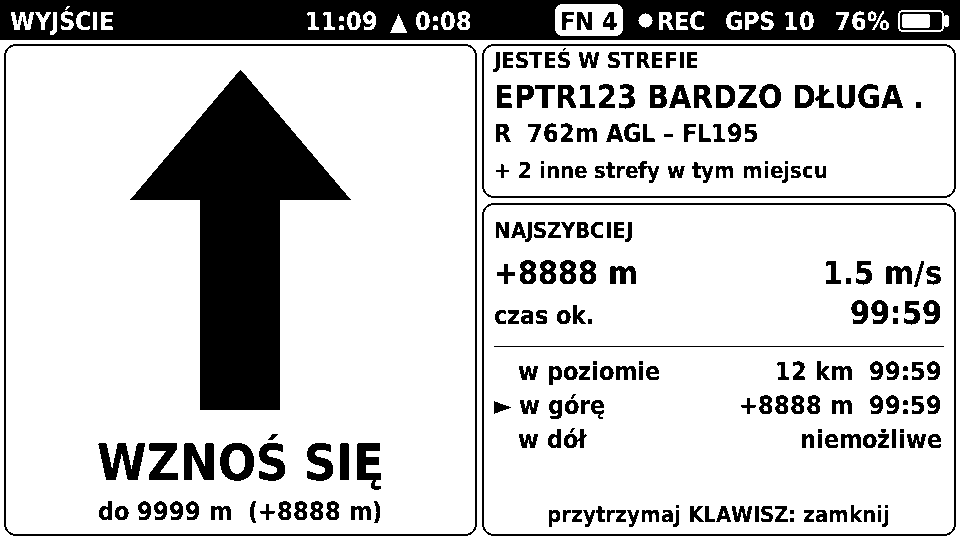 WYJŚCIE 11:09 ▲ 0:08 FN 4 ●REC GPS 10 76%
WZNOŚ SIĘ
do 9999 m (+8888 m)
JESTEŚ W STREFIE
EPTR123 BARDZO DŁUGA .
R 762m AGL – FL195
+ 2 inne strefy w tym miejscu
NAJSZYBCIEJ
+8888 m 1.5 m/s
czas ok. 99:59
w poziomie 12 km 99:59
► w górę +8888 m 99:59
w dół niemożliwe
przytrzymaj KLAWISZ: zamknij